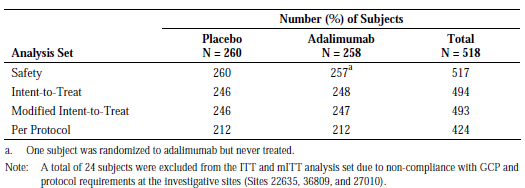 Number (%) of Subjects
Analysis Set Placebo N = 260 Adalimumab N = 258 Total N = 518
Safety 260 257a 517
Intent-to-Treat 246 248 494
Modified Intent-to-Treat 246 247 493
Per Protocol 212 212 424
a. One subject was randomized to adalimumab but never treated.
Note: A total of 24 subjects were excluded from the ITT and mITT analysis set due to non-compliance with GCP and
protocol requirements at the investigative sites (Sites 22635, 36809, and 27010).